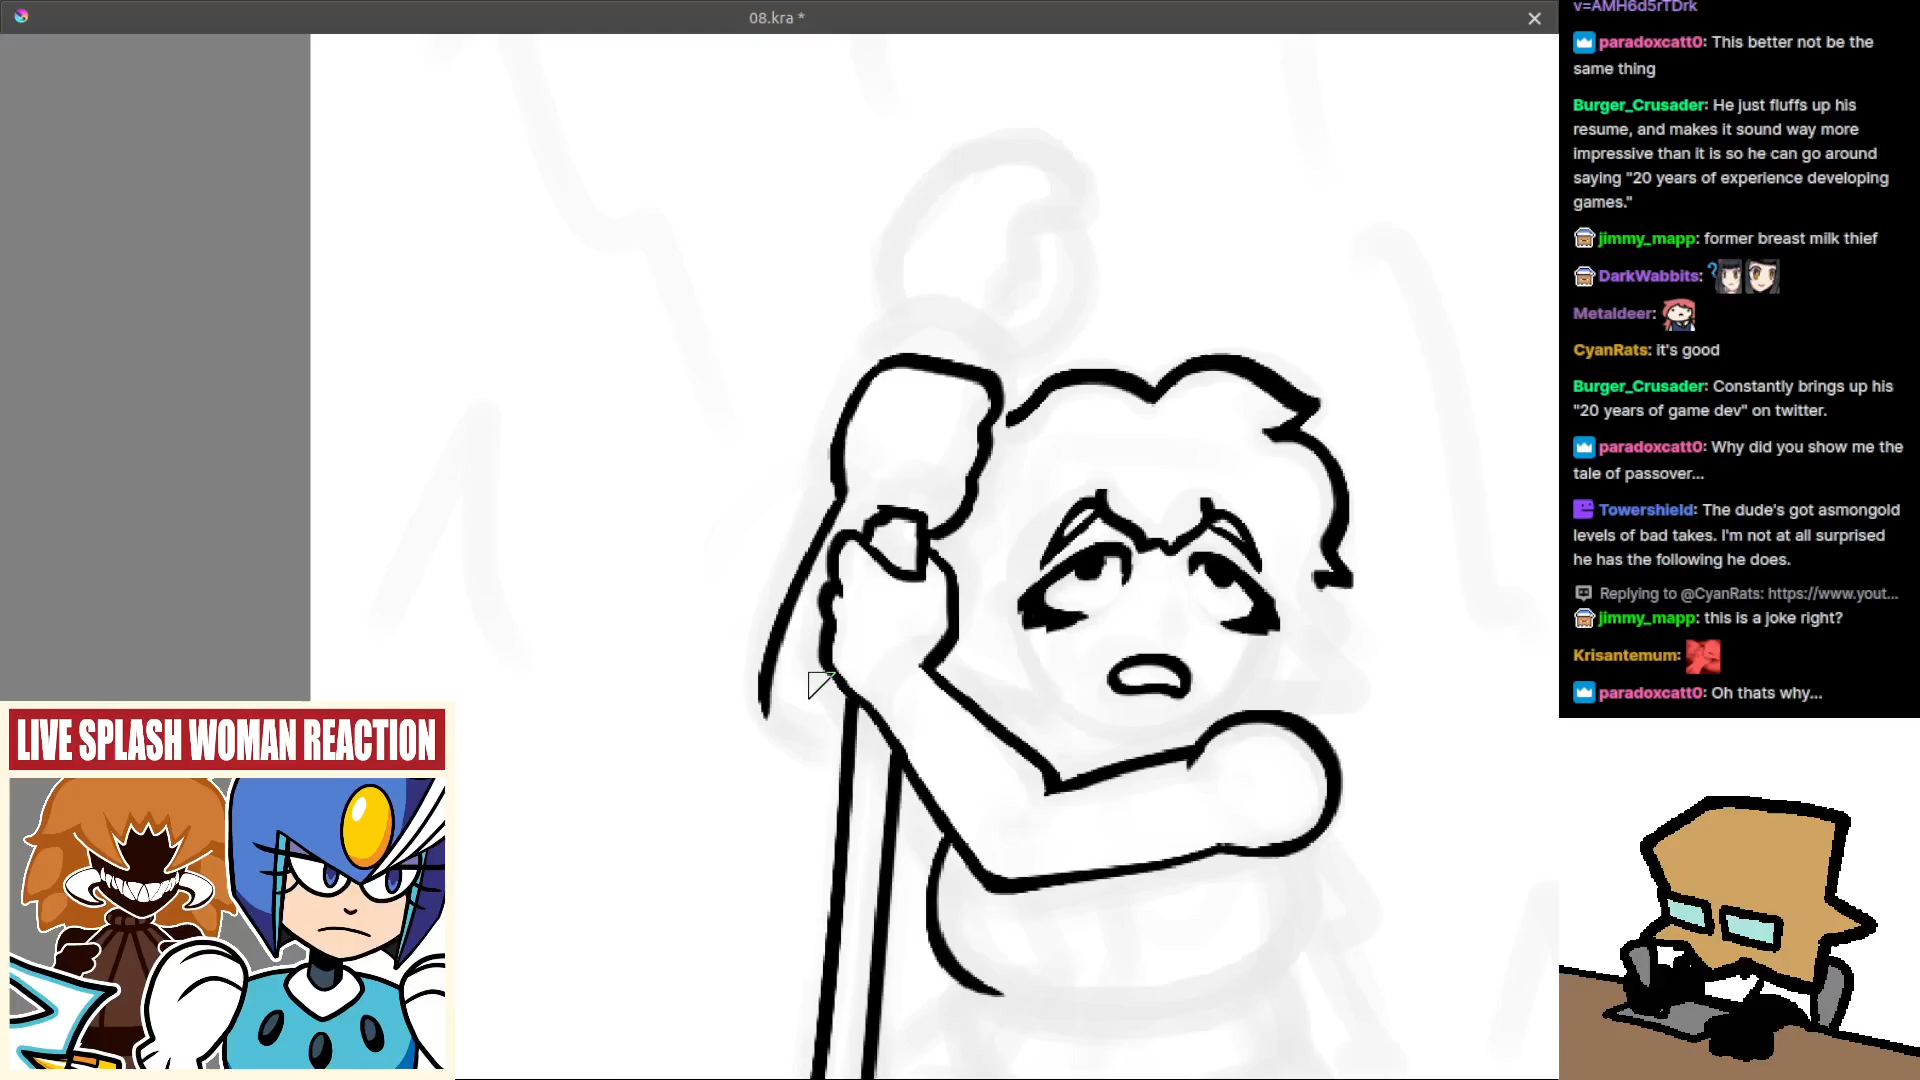 08.kra *
v=AMH6d5rTDrk
paradoxcatt0: This better not be the
same thing
Burger_Crusader: He just fluffs up his
resume, and makes it sound way more
impressive than it is so he can go around
saying "20 years of experience developing
games."
jimmy_mapp: former breast milk thief
DarkWabbits:
Metaldeer:
CyanRats: it's good
Burger_Crusader: Constantly brings up his
"20 years of game dev" on twitter.
paradoxcatt0: Why did you show me the
tale of passover...
Towershield: The dude's got asmongold
levels of bad takes. I'm not at all surprised
he has the following he does.
Replying to @CyanRats: https://www.yout...
jimmy_mapp: this is a joke right?
Krisantemum:
paradoxcatt0: Oh thats why...
LIVE SPLASH WOMAN REACTION